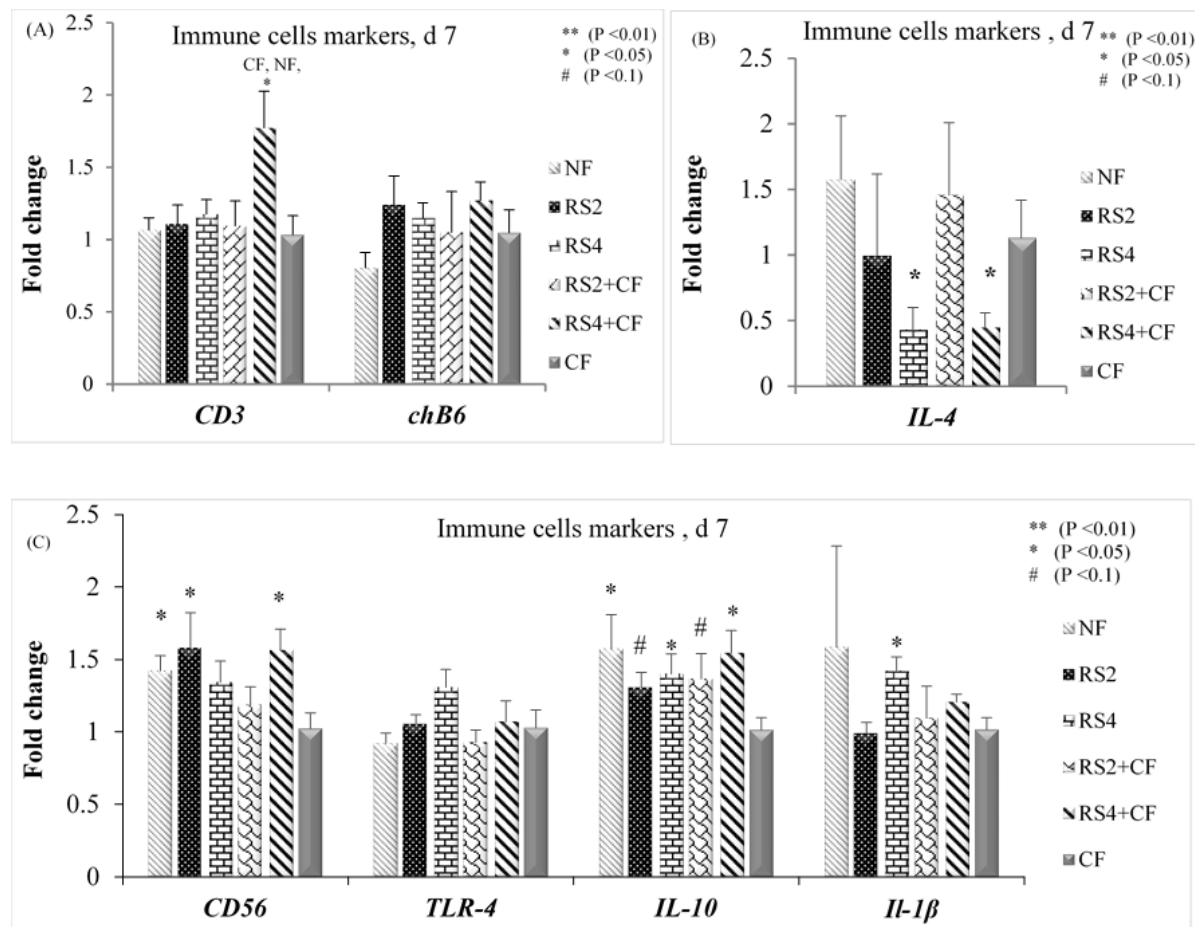 (A)
Immune cells markers, d 7
** (P <0.01)
* (P <0.05)
# (P <0.1)
CF, NF,
*
2.5
2
1.5
1
0.5
0
Fold change
CD3
chB6
NF
RS2
RS4
RS2+CF
RS4+CF
CF
(B)
Immune cells markers , d 7
** (P <0.01)
* (P <0.05)
# (P <0.1)
2.5
2
1.5
1
0.5
0
Fold change
* *
IL-4
NF
RS2
RS4
RS2+CF
RS4+CF
CF
(C)
Immune cells markers , d 7
** (P <0.01)
* (P <0.05)
# (P <0.1)
2.5
2
1.5
1
0.5
0
Fold change
* * * * # * # * *
CD56
TLR-4
IL-10
Il-1β
NF
RS2
RS4
RS2+CF
RS4+CF
CF